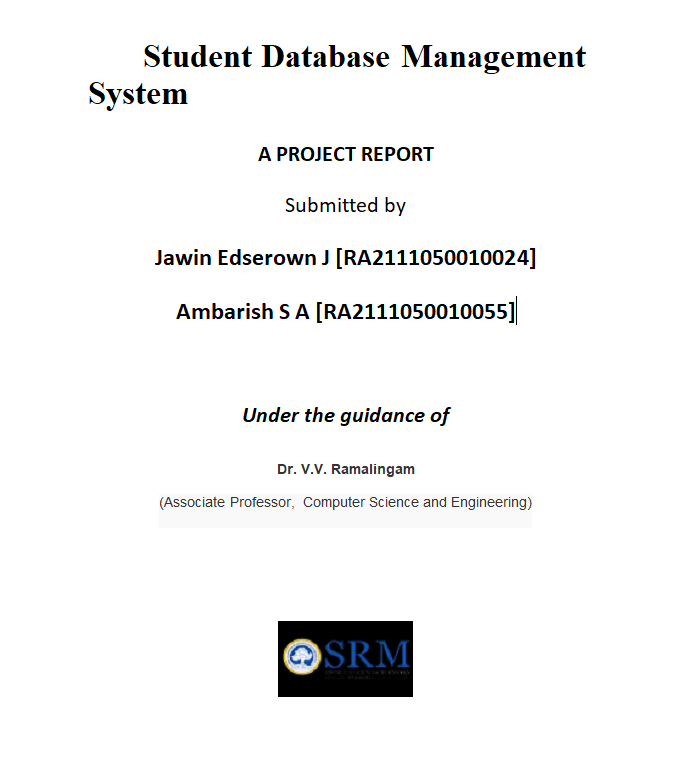 Student Database Management
System
A PROJECT REPORT
Submitted by
Jawin Edserown J [RA2111050010024]
Ambarish S A [RA2111050010055]
Under the guidance of
Dr. V.V. Ramalingam
(Associate Professor, Computer Science and Engineering)
SRM